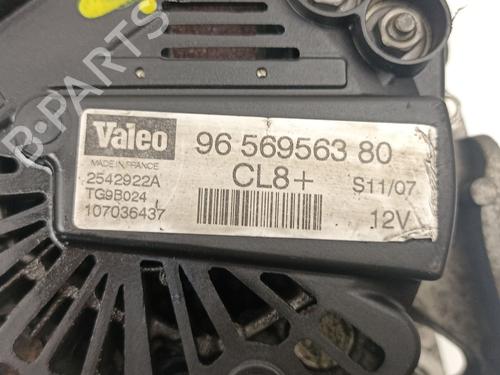 B-PARTS
Valeo
MADE IN FRANCE
96 569563 80
CL8+
2542922A
TG9B024
107036437
S11/07
12V